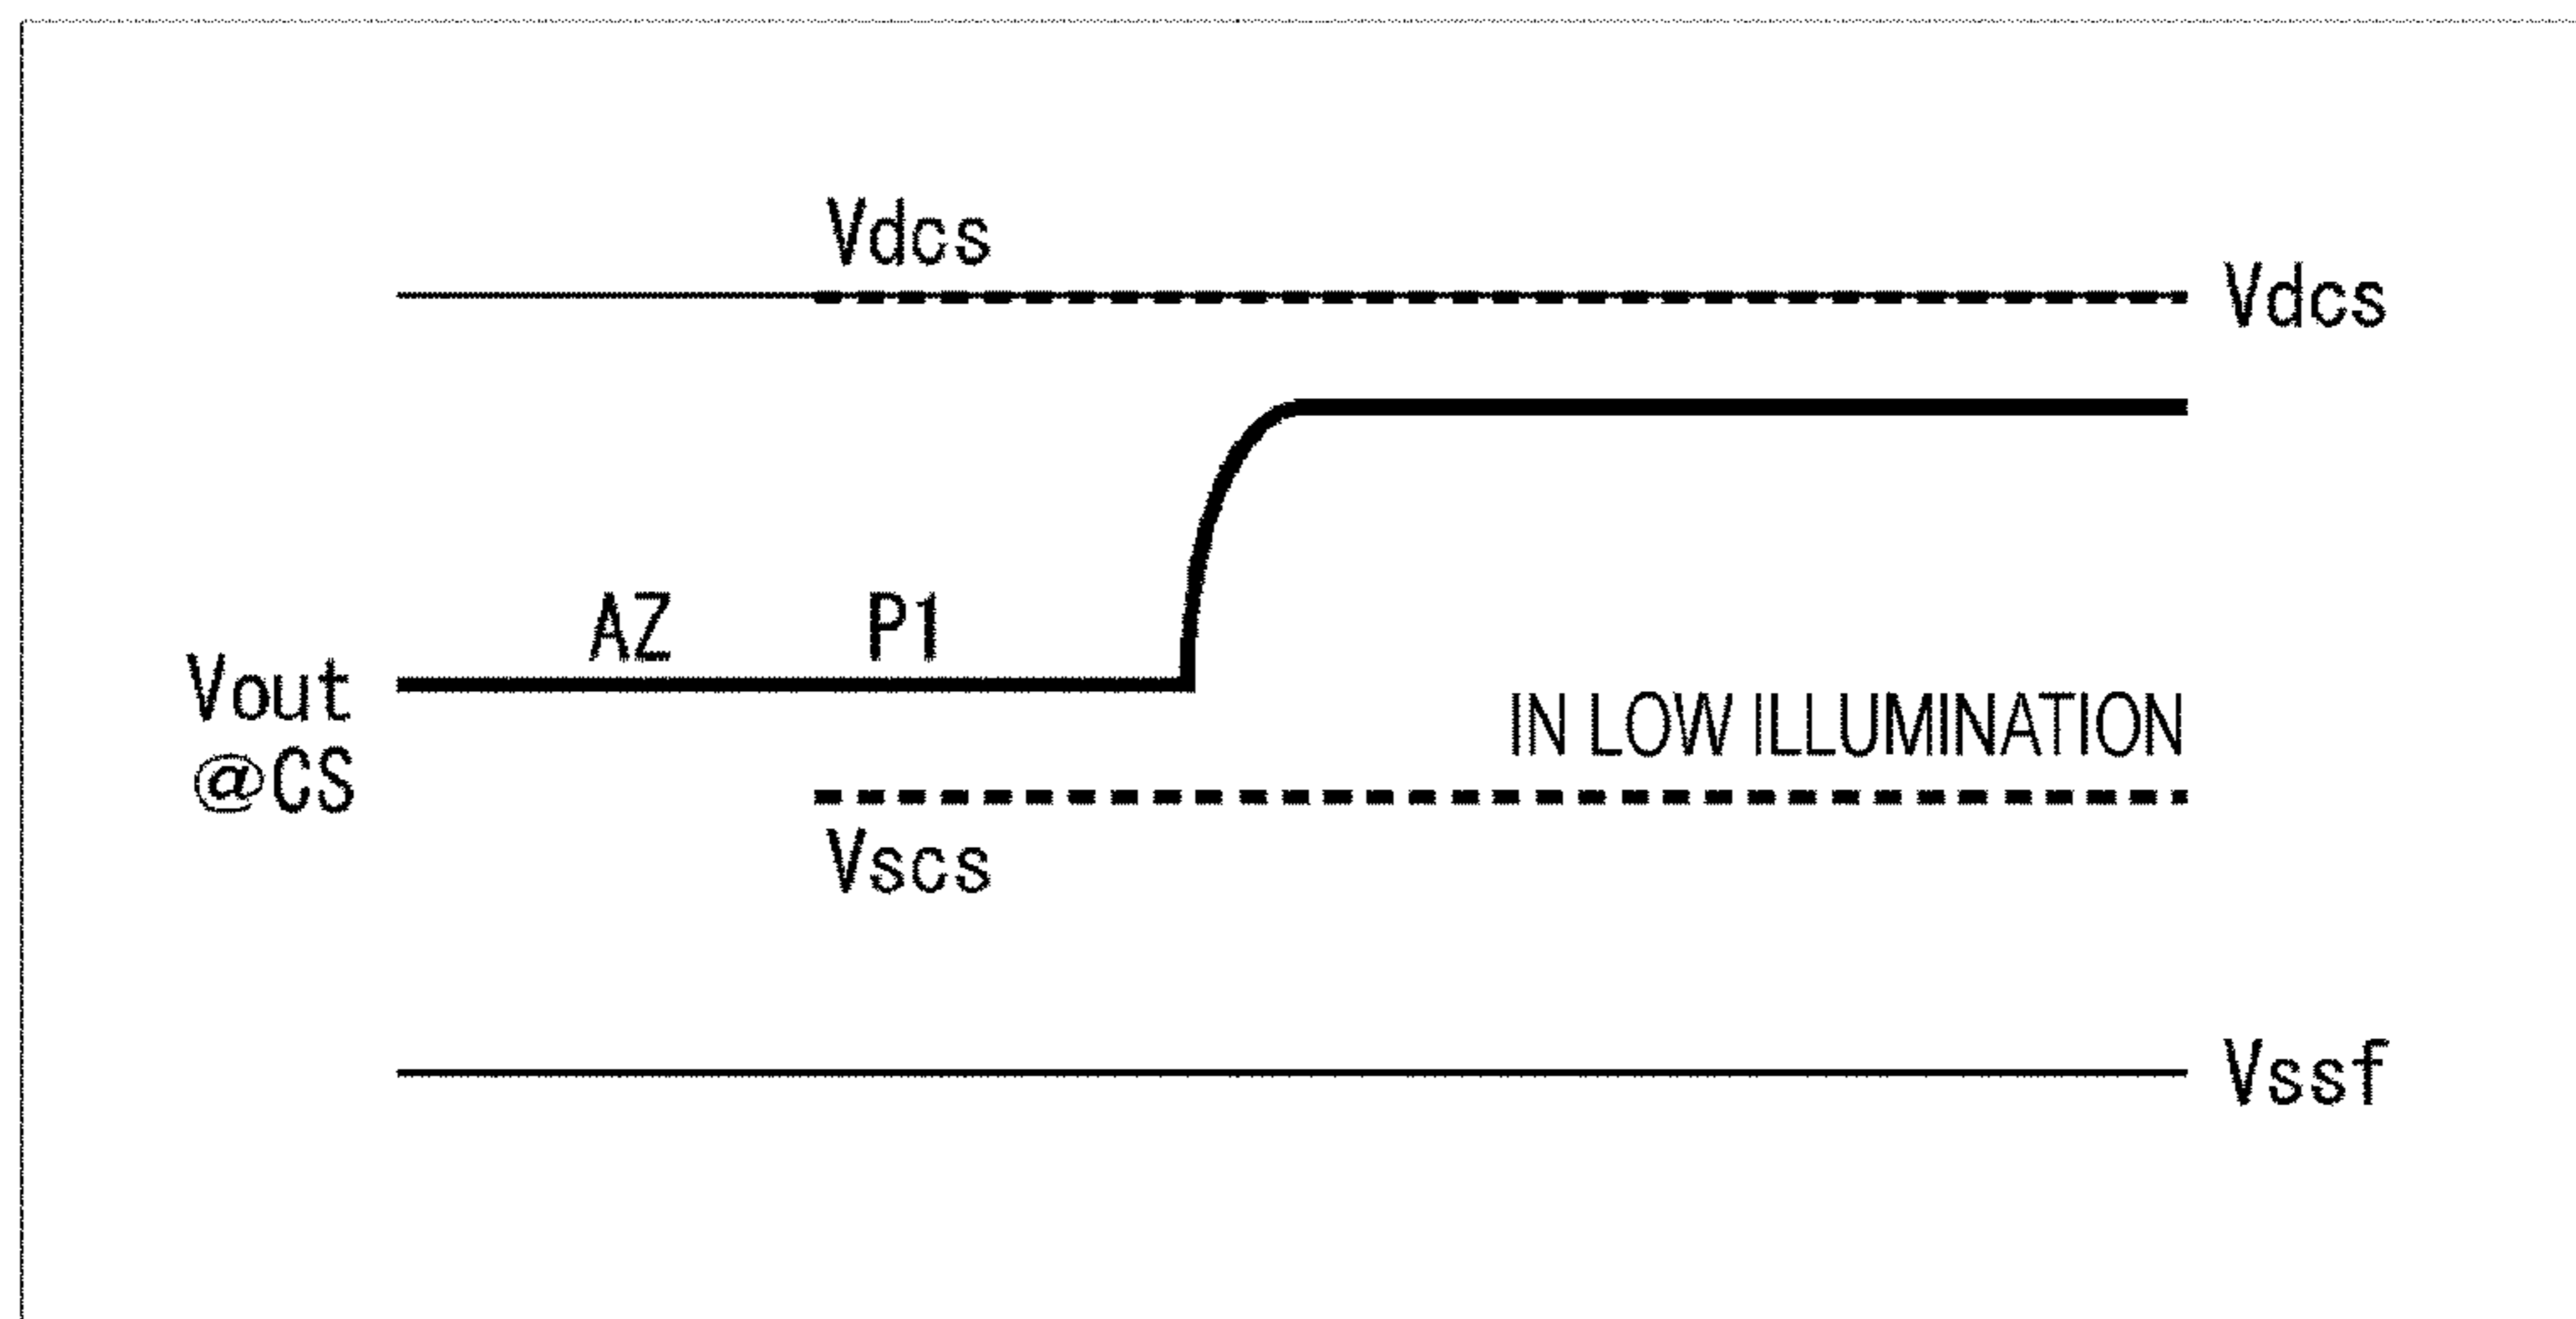 Vdcs
Vdcs
AZ P1
Vout
@CS
IN LOW ILLUMINATION
Vscs
Vssf